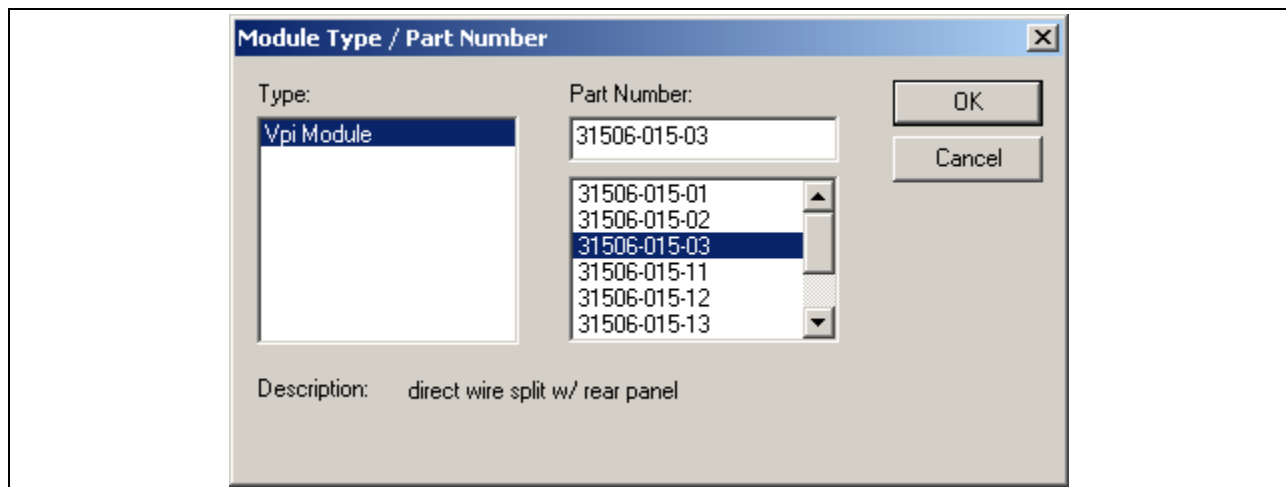 Module Type / Part Number
Type:
Part Number:
OK
Vpi Module
31506-015-03
Cancel
31506-015-01
31506-015-02
31506-015-03
31506-015-11
31506-015-12
31506-015-13
Description: direct wire split w/ rear panel